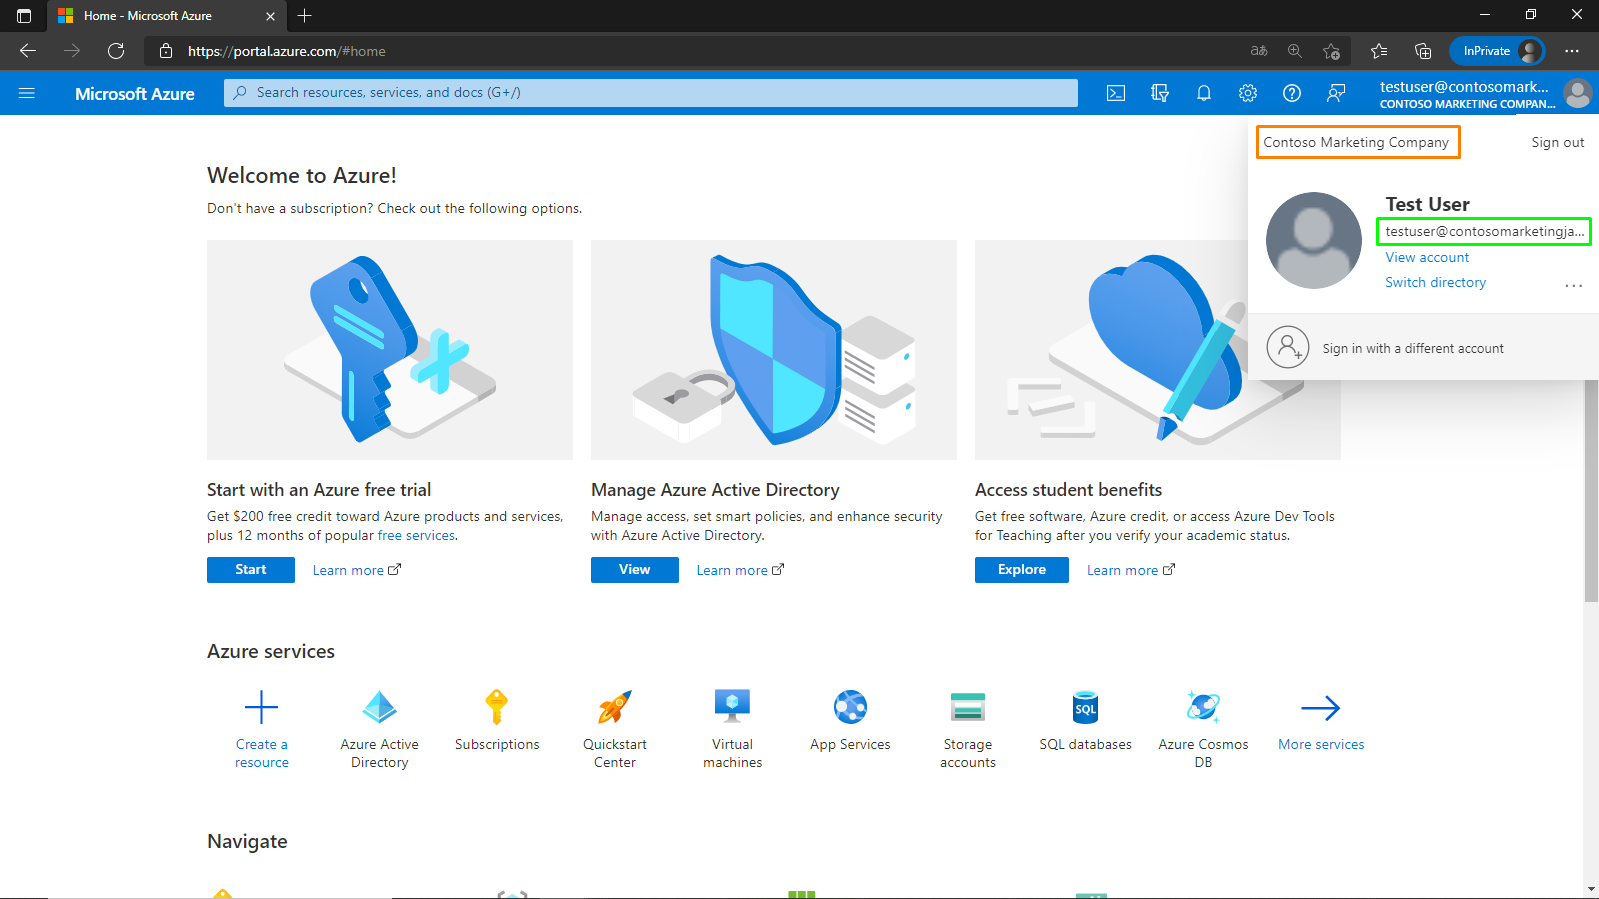 Home - Microsoft Azure
https://portal.azure.com/#home
InPrivate
Microsoft Azure
Search resources, services, and docs (G+/)
testuser@contosomark...
CONTOSO MARKETING COMPAN...
Contoso Marketing Company
Sign out
Test User
testuser@contosomarketingja...
View account
Switch directory
Sign in with a different account
Welcome to Azure!
Don't have a subscription? Check out the following options.
Start with an Azure free trial
Get $200 free credit toward Azure products and services,
plus 12 months of popular free services.
Start
Learn more
Manage Azure Active Directory
Manage access, set smart policies, and enhance security
with Azure Active Directory.
View
Learn more
Access student benefits
Get free software, Azure credit, or access Azure Dev Tools
for Teaching after you verify your academic status.
Explore
Learn more
Azure services
Create a
resource
Azure Active
Directory
Subscriptions
Quickstart
Center
Virtual
machines
App Services
Storage
accounts
SQL
SQL databases
Azure Cosmos
DB
More services
Navigate